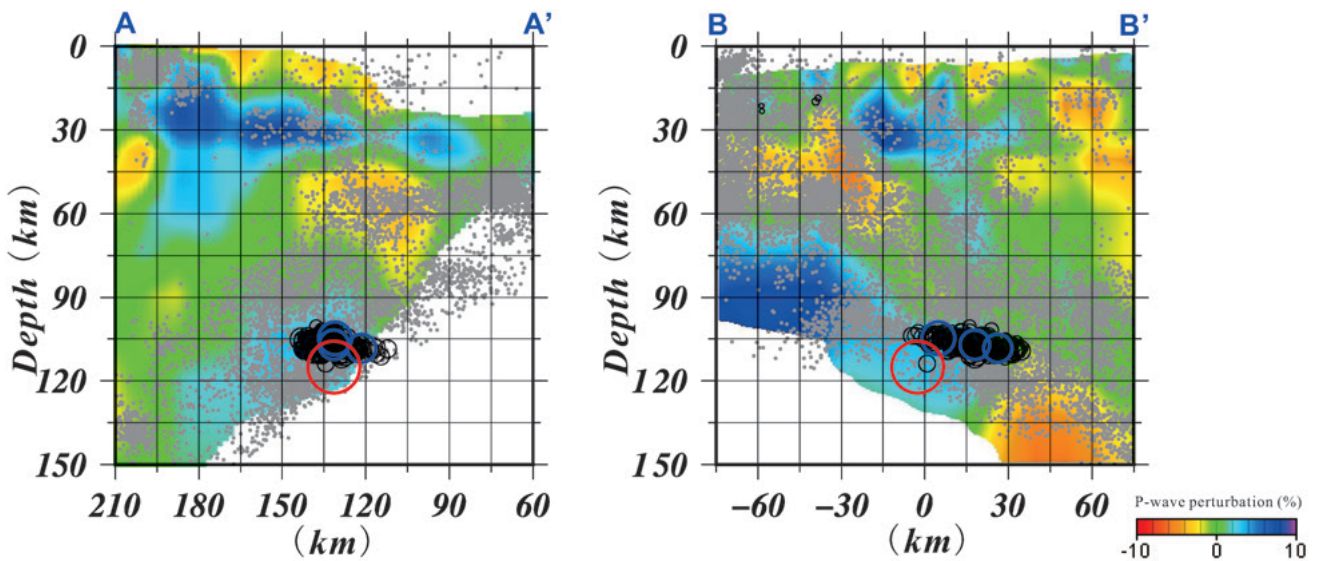 A A’ B B’
0 0
30 30
60 60
90 90
120 120
150 150
Depth (km) Depth (km)
210 180 150 120 90 60 −60 −30 0 30 60
(km) (km)
P-wave perturbation (%)
-10 0 10